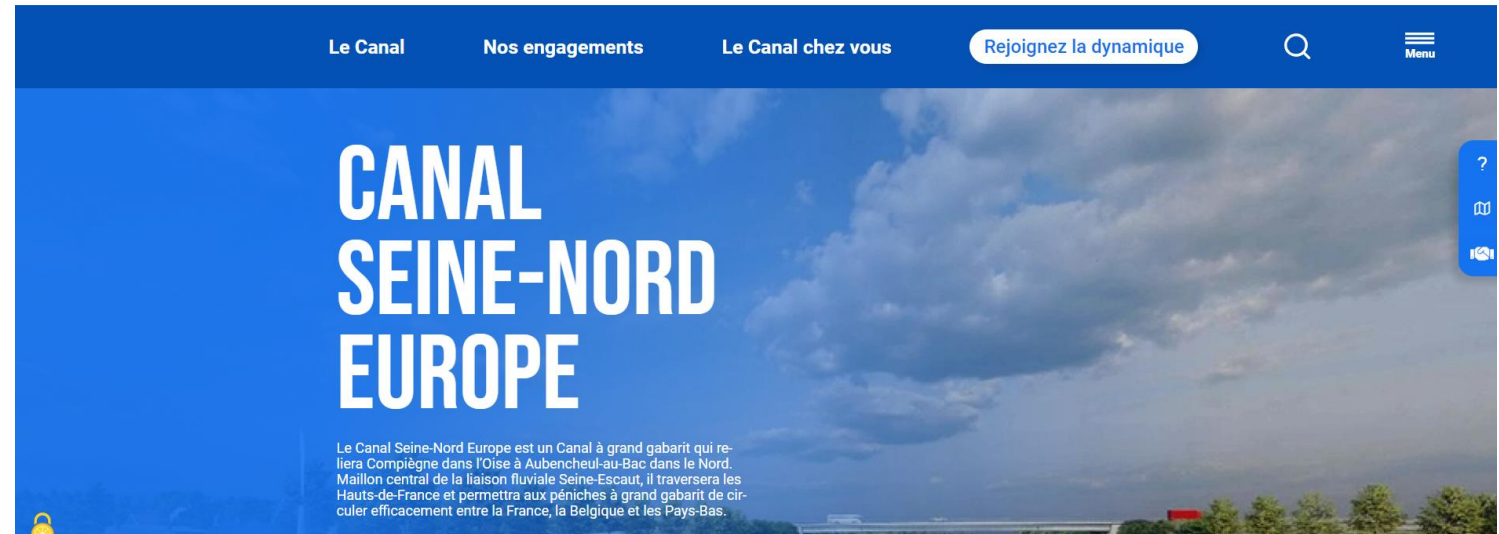 Le Canal
Nos engagements
Le Canal chez vous
Rejoignez la dynamique
Menu
?
CANAL
SEINE-NORD
EUROPE
Le Canal Seine-Nord Europe est un Canal à grand gabarit qui re-
liera Compiègne dans l'Oise à Aubencheul-au-Bac dans le Nord.
Maillon central de la liaison fluviale Seine-Escaut, il traversera les
Hauts-de-France et permettra aux péniches à grand gabarit de cir-
culer efficacement entre la France, la Belgique et les Pays-Bas.